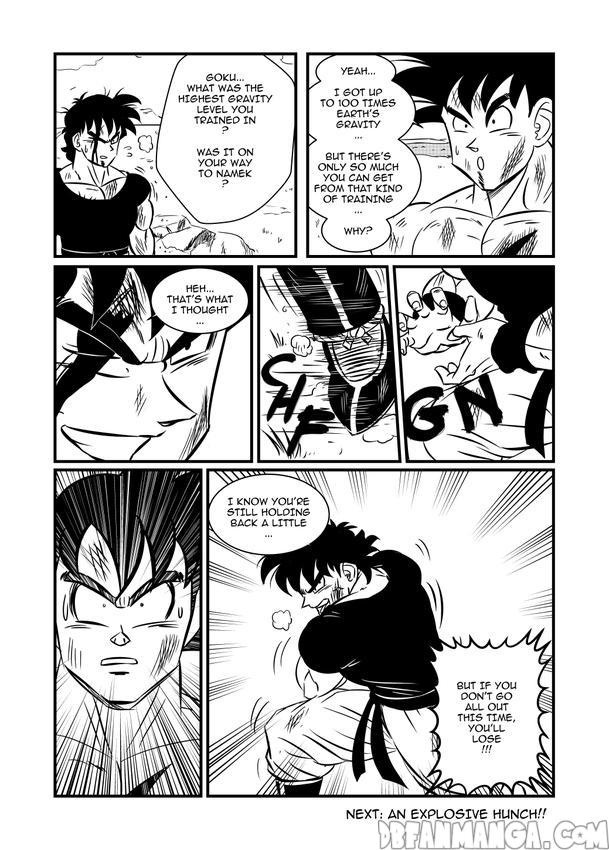 GOKU...
WHAT WAS THE
HIGHEST GRAVITY
LEVEL YOU
TRAINED IN
?
WAS IT ON
YOUR WAY
TO NAMEK
?
YEAH...
I GOT UP
TO 100 TIMES
EARTH'S
GRAVITY
...
BUT THERE'S
ONLY SO MUCH
YOU CAN GET
FROM THAT KIND
OF TRAINING
...
WHY?
HEH...
THAT'S WHAT
I THOUGHT
...
CHF
GN
I KNOW YOU'RE
STILL HOLDING
BACK A LITTLE
...
BUT IF YOU
DON'T GO
ALL OUT
THIS TIME,
YOU'LL
LOSE
!!!
NEXT: AN EXPLOSIVE HUNCH!!
DBFANMANGA.COM